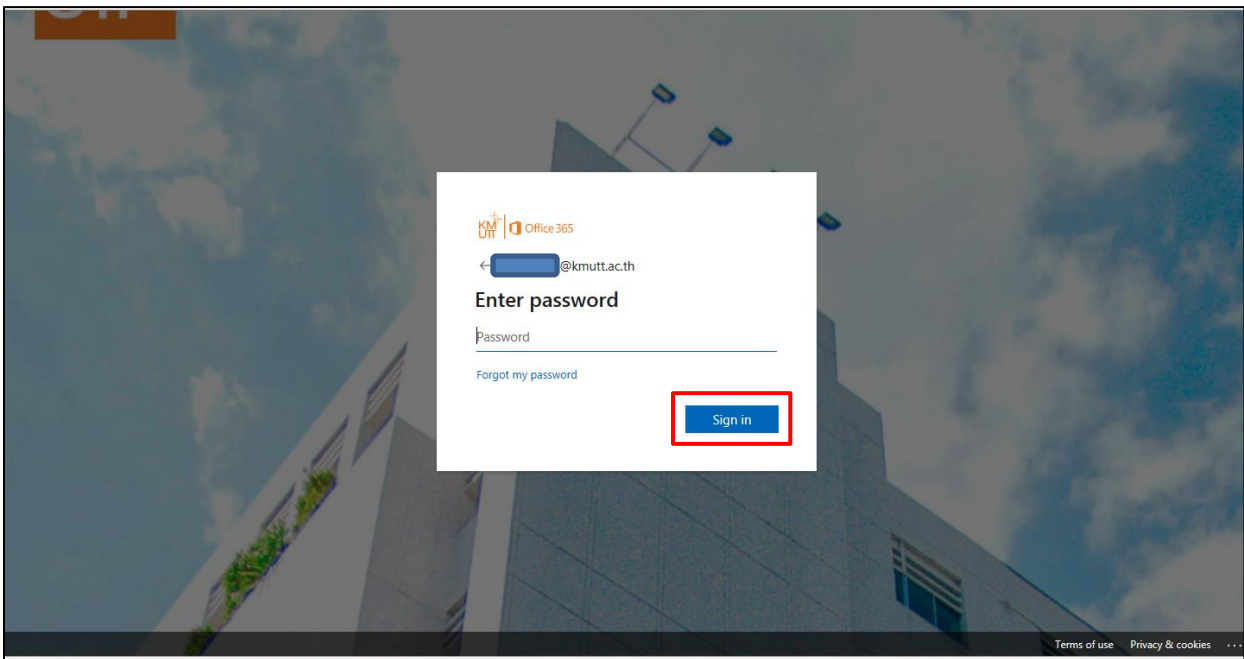 KM
UTT
Office 365
@kmutt.ac.th
Enter password
Password
Forgot my password
Sign in
Terms of use Privacy & cookies ...